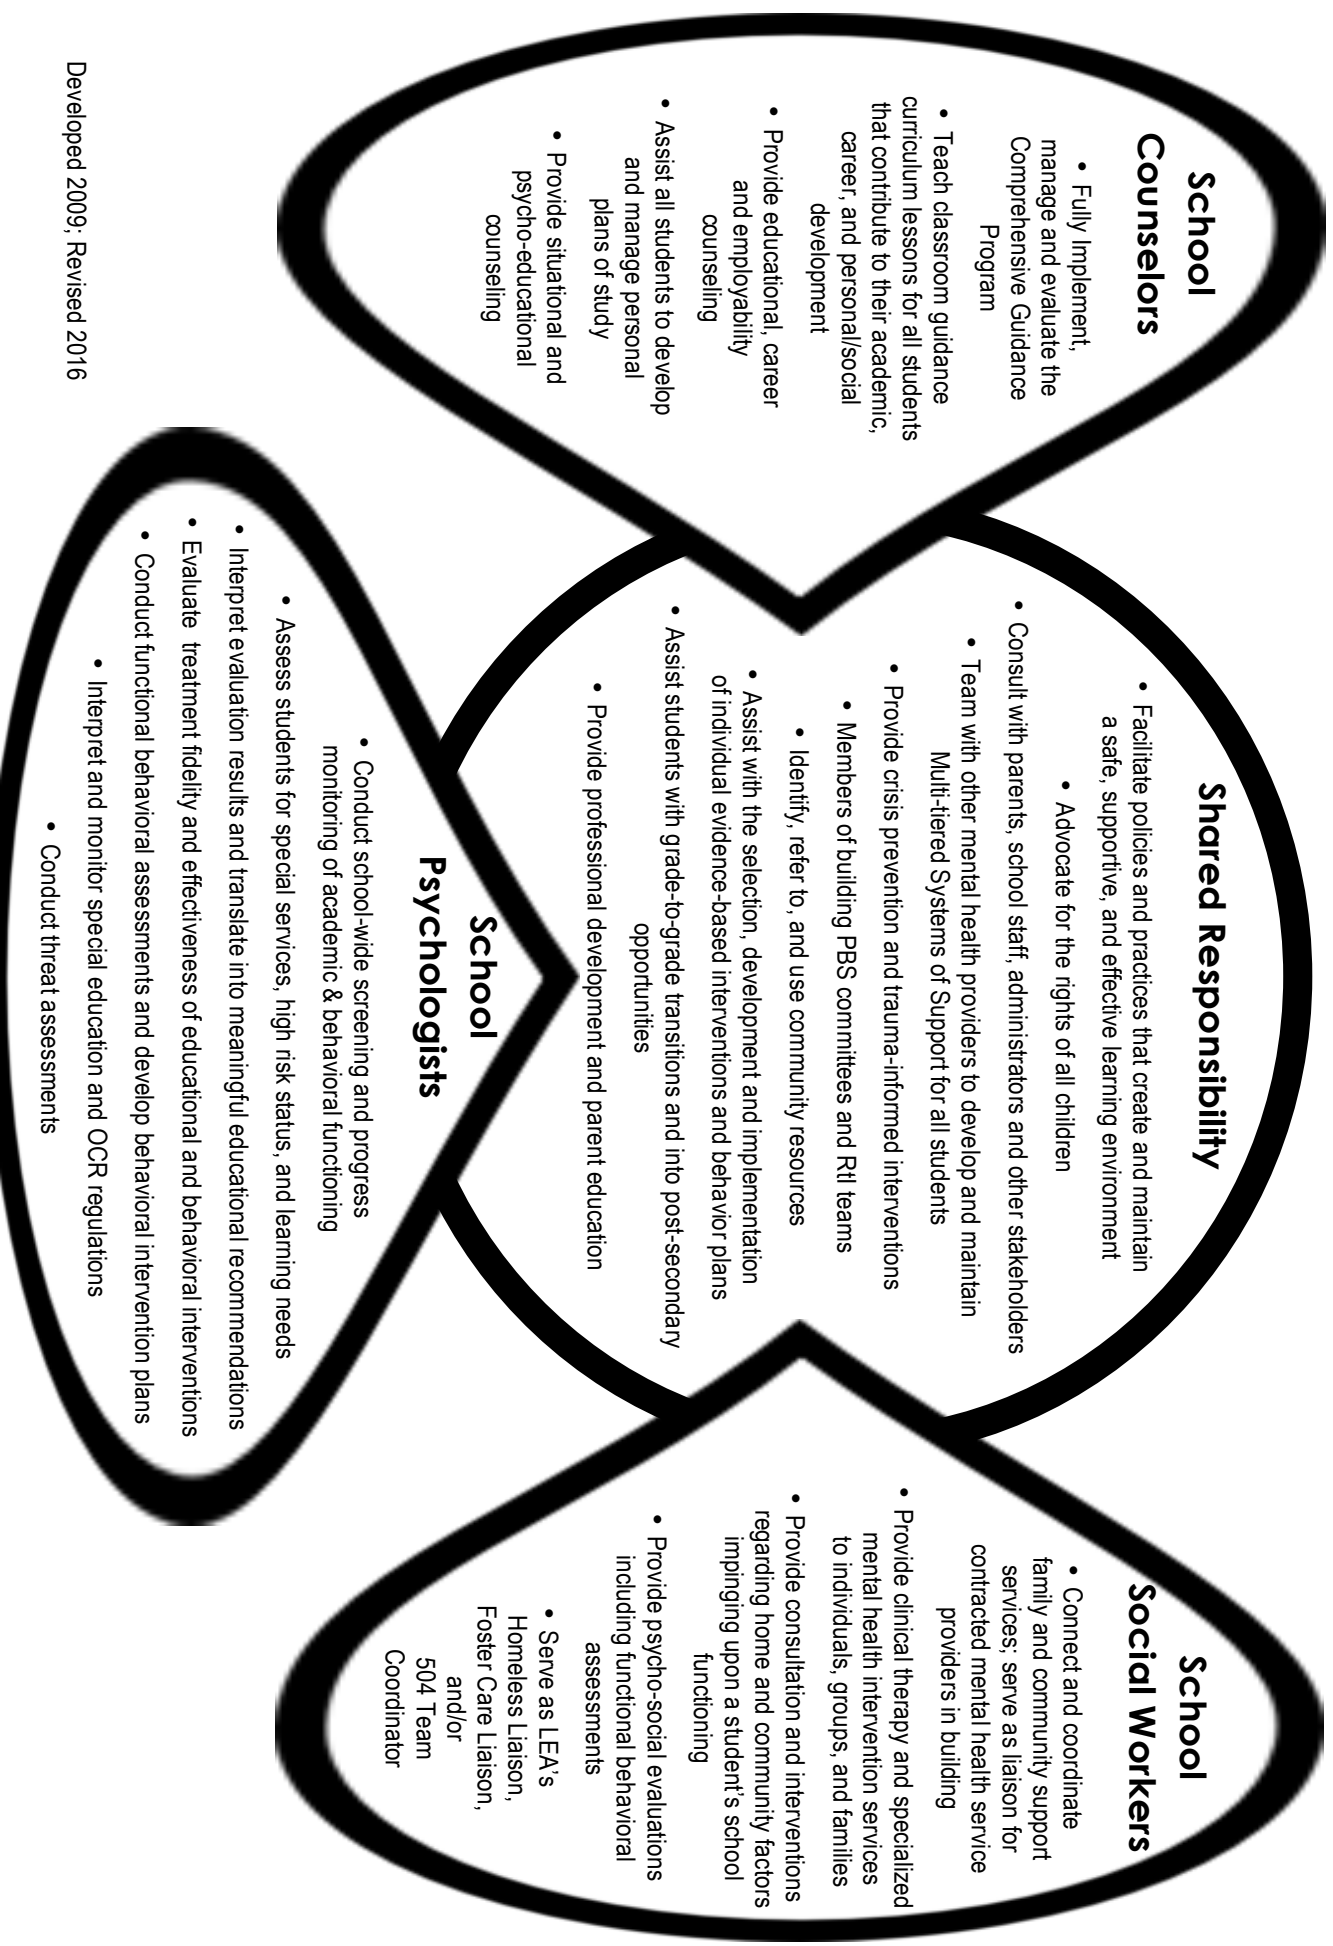 School
Counselors
• Fully Implement,
manage and evaluate the
Comprehensive Guidance
Program
• Teach classroom guidance
curriculum lessons for all students
that contribute to their academic,
career, and personal/social
development
• Provide educational, career
and employability
counseling
• Assist all students to develop
and manage personal
plans of study
• Provide situational and
psycho-educational
counseling
Shared Responsibility
• Facilitate policies and practices that create and maintain
a safe, supportive, and effective learning environment
• Advocate for the rights of all children
• Consult with parents, school staff, administrators and other stakeholders
• Team with other mental health providers to develop and maintain
Multi-tiered Systems of Support for all students
• Provide crisis prevention and trauma-informed interventions
• Members of building PBS committees and RtI teams
• Identify, refer to, and use community resources
• Assist with the selection, development and implementation
of individual evidence-based interventions and behavior plans
• Assist students with grade-to-grade transitions and into post-secondary
opportunities
• Provide professional development and parent education
School
Social Workers
• Connect and coordinate
family and community support
services; serve as liaison for
contracted mental health service
providers in building
• Provide clinical therapy and specialized
mental health intervention services
to individuals, groups, and families
• Provide consultation and interventions
regarding home and community factors
impinging upon a student's school
functioning
• Provide psycho-social evaluations
including functional behavioral
assessments
• Serve as LEA's
Homeless Liaison,
Foster Care Liaison,
and/or
504 Team
Coordinator
School
Psychologists
• Conduct school-wide screening and progress
monitoring of academic & behavioral functioning
• Assess students for special services, high risk status, and learning needs
• Interpret evaluation results and translate into meaningful educational recommendations
• Evaluate treatment fidelity and effectiveness of educational and behavioral interventions
• Conduct functional behavioral assessments and develop behavioral intervention plans
• Interpret and monitor special education and OCR regulations
• Conduct threat assessments
Developed 2009; Revised 2016